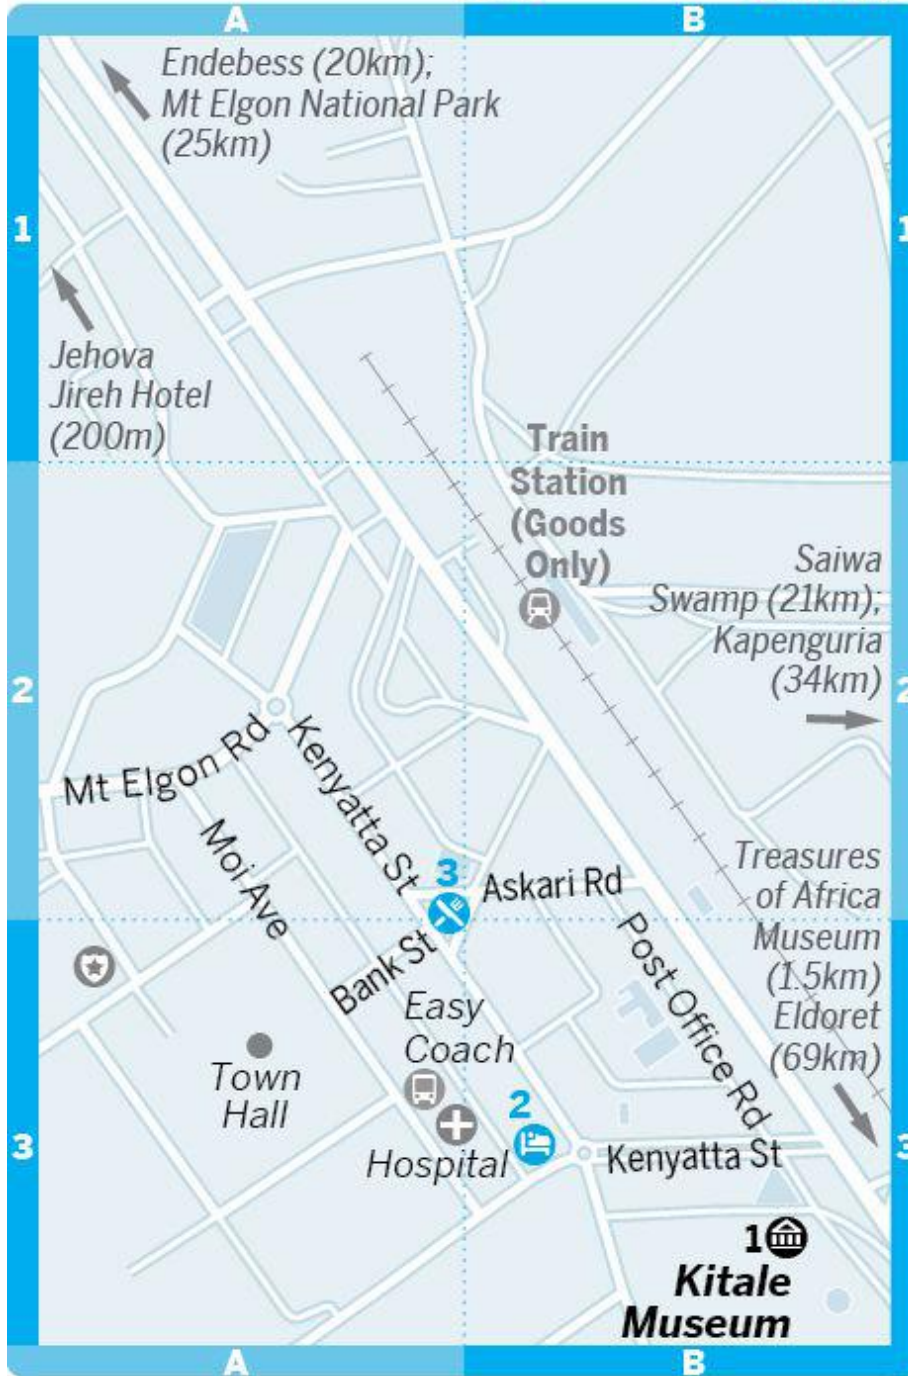 A
B
Endebess (20km);
Mt Elgon National Park
(25km)
1
1
Jehova
Jireh Hotel
(200m)
Train
Station
(Goods
Only)
Saiwa
Swamp (21km);
Kapenguria
(34km)
2
2
Mt Elgon Rd
Kenyatta St
Moi Ave
3
Askari Rd
Treasures
of Africa
Museum
(1.5km)
Eldoret
(69km)
Bank St
Post Office Rd
Easy
Coach
Town
Hall
2
3
3
Hospital
Kenyatta St
1
Kitale
Museum
A
B